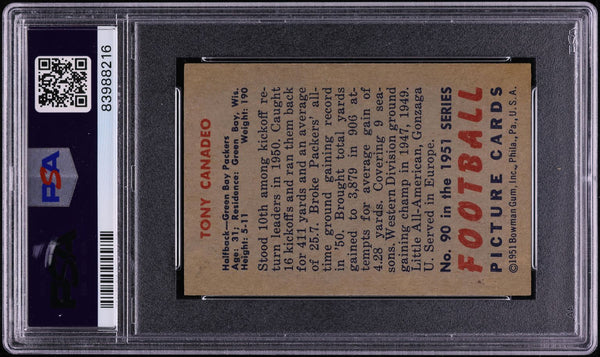 PSA
83988216
TONY CANADEO
Halfback—Green Bay Packers
Age: 31; Residence: Green Bay, Wis.
Height: 5-11 Weight: 190
Stood 10th among kickoff re-
turn leaders in 1950. Caught
16 kickoffs and ran them back
for 411 yards and an average
of 25.7. Broke Packers' all-
time ground gaining record
in '50. Brought total yards
gained to 3,879 in 906 at-
tempts for average gain of
4.28 yards. Covering 9 sea-
sons. Western Division ground
gaining champ in 1947, 1949.
Little All-American, Gonzaga
U. Served in Europe.
No. 90 in the 1951 SERIES
FOOTBALL
PICTURE CARDS
©1951 Bowman Gum, Inc., Phila., Pa., U. S. A.
PSA